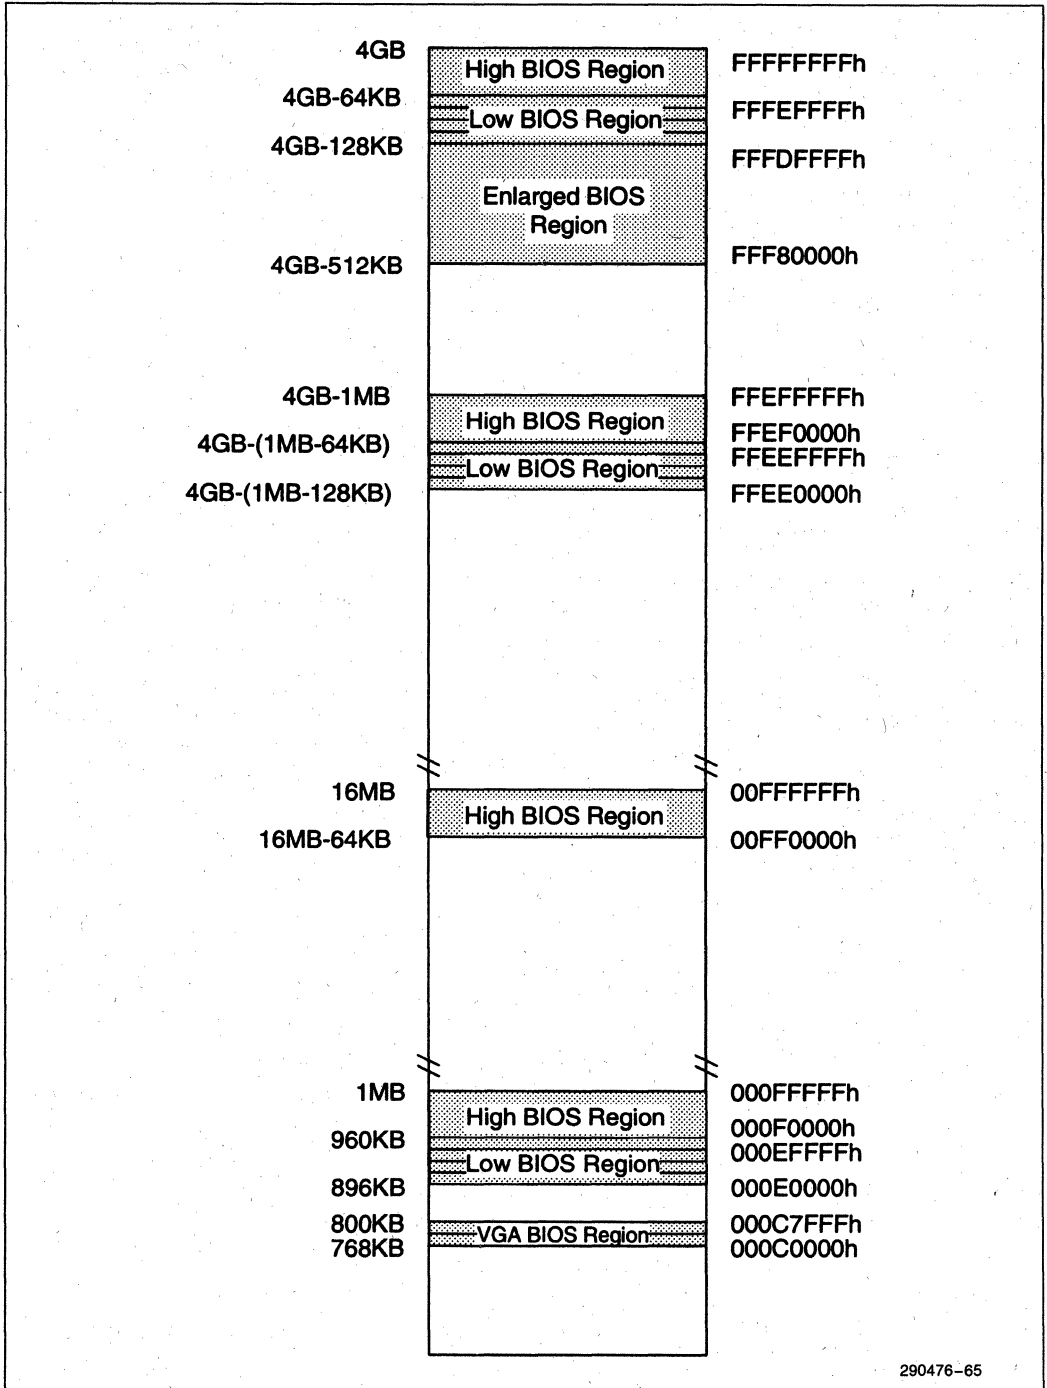 4GB
High BIOS Region
FFFFFFFFh
4GB-64KB
Low BIOS Region
FFFEFFFFh
4GB-128KB
FFFDFFFFh
Enlarged BIOS
Region
4GB-512KB
FFF80000h
4GB-1MB
High BIOS Region
FFEFFFFFh
FFEF0000h
4GB-(1MB-64KB)
Low BIOS Region
FFEEFFFFh
4GB-(1MB-128KB)
FFEE0000h
16MB
High BIOS Region
00FFFFFFh
16MB-64KB
00FF0000h
1MB
High BIOS Region
000FFFFFh
000F0000h
960KB
Low BIOS Region
000EFFFFh
896KB
000E0000h
800KB
VGA BIOS Region
000C7FFFh
768KB
000C0000h
290476-65